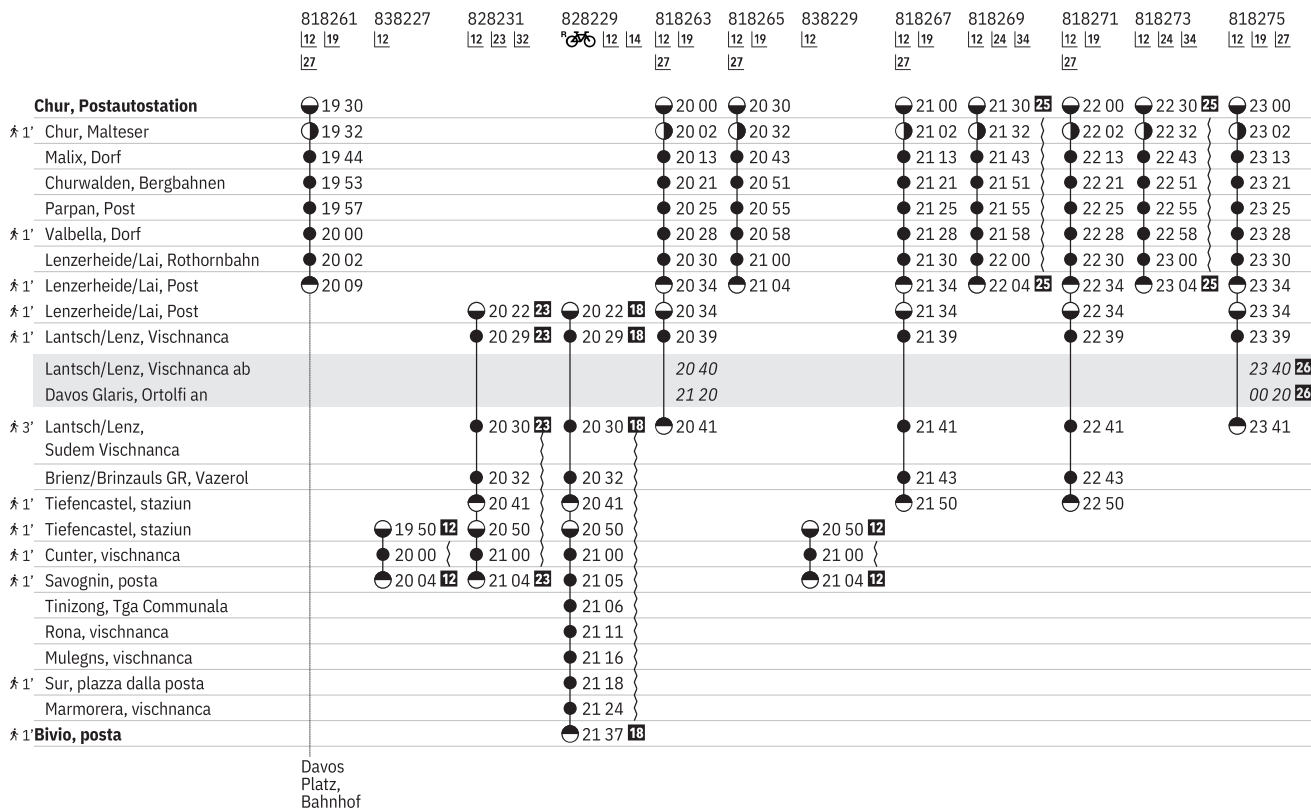 818261 838227 828231 828229 818263 818265 838229 818267 818269 818271 818273 818275
12 19 12 12 23 32 R 12 14 12 19 12 19 12 12 19 12 24 34 12 19 12 24 34 12 19 27
27 27 27 27 27
Chur, Postautostation 19 30 20 00 20 30 21 00 21 30 25 22 00 22 30 25 23 00
1' Chur, Malteser 19 32 20 02 20 32 21 02 21 32 22 02 22 32 23 02
Malix, Dorf 19 44 20 13 20 43 21 13 21 43 22 13 22 43 23 13
Churwalden, Bergbahnen 19 53 20 21 20 51 21 21 21 51 22 21 22 51 23 21
Parpan, Post 19 57 20 25 20 55 21 25 21 55 22 25 22 55 23 25
1' Valbella, Dorf 20 00 20 28 20 58 21 28 21 58 22 28 22 58 23 28
Lenzerheide/Lai, Rothornbahn 20 02 20 30 21 00 21 30 22 00 22 30 23 00 23 30
1' Lenzerheide/Lai, Post 20 09 20 34 21 04 21 34 22 04 25 22 34 23 04 25 23 34
1' Lenzerheide/Lai, Post 20 22 23 20 22 18 20 34 21 34 22 34 23 34
1' Lantsch/Lenz, Vischnanca 20 29 23 20 29 18 20 39 21 39 22 39 23 39
Lantsch/Lenz, Vischnanca ab 20 40 23 40 26
Davos Glaris, Ortolfi an 21 20 00 20 26
3' Lantsch/Lenz, 20 30 23 20 30 18 20 41 21 41 22 41 23 41
Sudem Vischnanca
Brienz/Brinzauls GR, Vazerol 20 32 20 32 21 43 22 43
1' Tiefencastel, staziun 20 41 20 41 21 50 22 50
1' Tiefencastel, staziun 19 50 12 20 50 20 50 20 50 12
1' Cunter, vischnanca 20 00 21 00 21 00 21 00
1' Savognin, posta 20 04 12 21 04 23 21 05 21 04 12
Tinizong, Tga Communala 21 06
Rona, vischnanca 21 11
Mulegns, vischnanca 21 16
1' Sur, plazza dalla posta 21 18
Marmorera, vischnanca 21 24
1' Bivio, posta 21 37 18
Davos
Platz,
Bahnhof